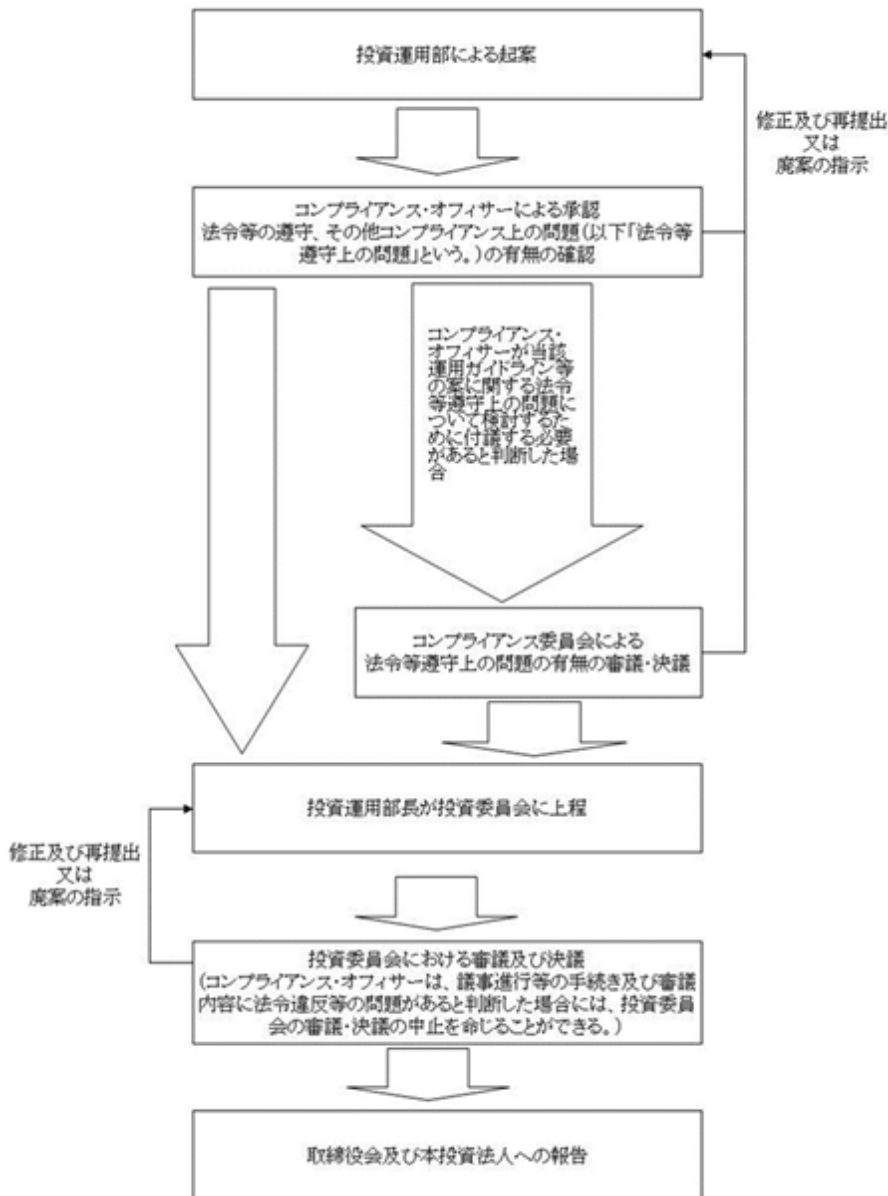 投資運用部による起案
修正及び再提出
又は
廃案の指示
コンプライアンス・オフィサーによる承認
法令等の遵守、その他コンプライアンス上の問題(以下「法令等
遵守上の問題」という。)の有無の確認
コンプライアンス・
オフィサーが当該
運用ガイドライン等
の案に関する法令
等遵守上の問題に
ついて検討するた
めに付議する必要
があると判断した場
合
コンプライアンス委員会による
法令等遵守上の問題の有無の審議・決議
投資運用部長が投資委員会に上程
修正及び再提出
又は
廃案の指示
投資委員会における審議及び決議
(コンプライアンス・オフィサーは、議事進行等の手続き及び審議
内容に法令違反等の問題があると判断した場合には、投資委員
会の審議・決議の中止を命じることができる。)
取締役会及び本投資法人への報告